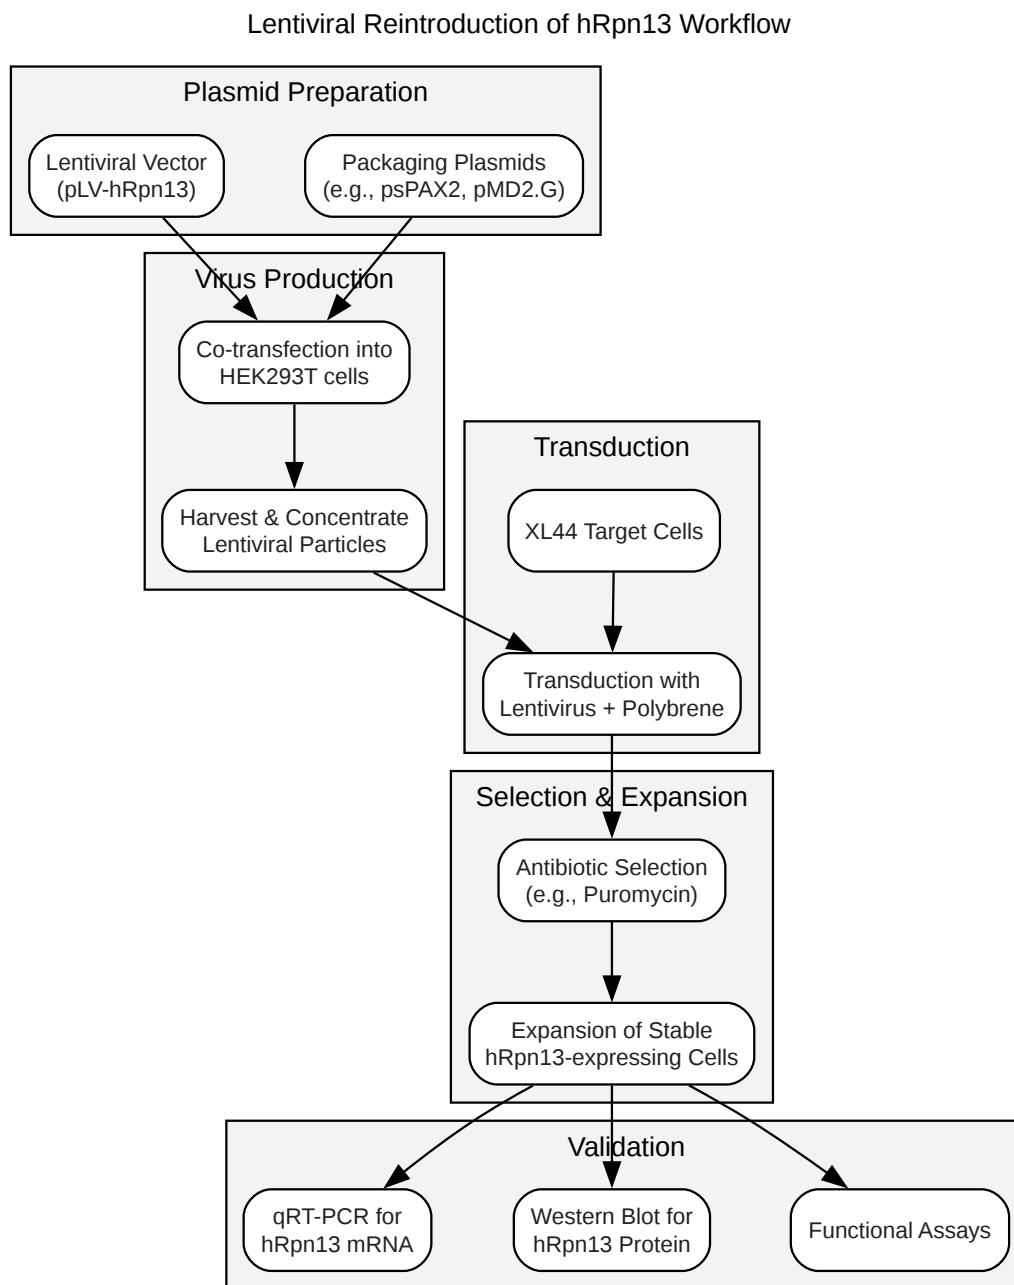 Lentiviral Reintroduction of hRpn13 Workflow
Plasmid Preparation
Lentiviral Vector
(pLV-hRpn13)
Packaging Plasmids
(e.g., psPAX2, pMD2.G)
Virus Production
Co-transfection into
HEK293T cells
Harvest & Concentrate
Lentiviral Particles
Transduction
XL44 Target Cells
Transduction with
Lentivirus + Polybrene
Selection & Expansion
Antibiotic Selection
(e.g., Puromycin)
Expansion of Stable
hRpn13-expressing Cells
Validation
qRT-PCR for
hRpn13 mRNA
Western Blot for
hRpn13 Protein
Functional Assays